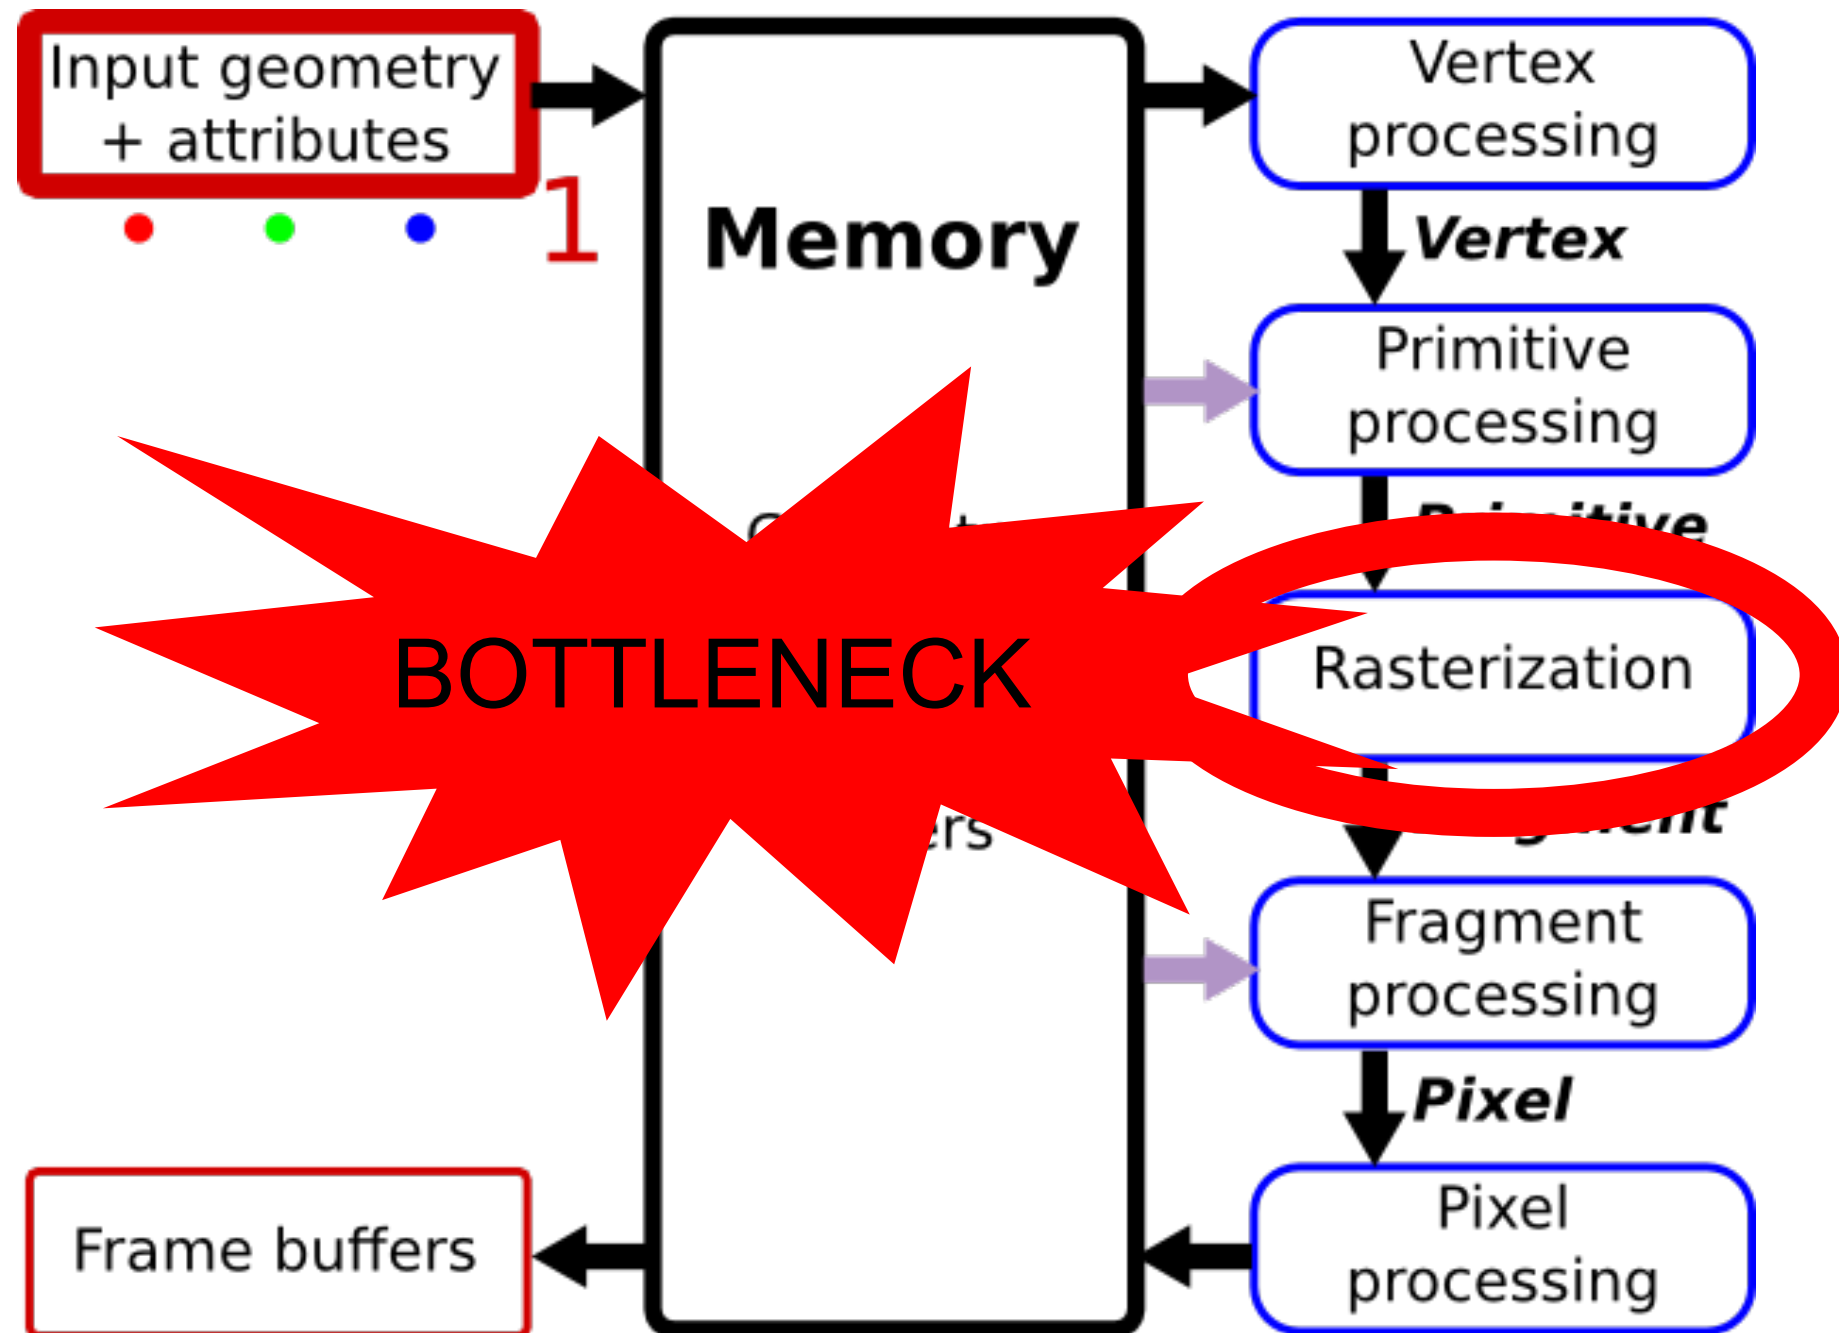 Input geometry
+ attributes
1
Memory
Vertex
processing
Vertex
Primitive
processing
Primitive
BOTTLENECK
Rasterization
Fragment
processing
Pixel
Frame buffers
Pixel
processing